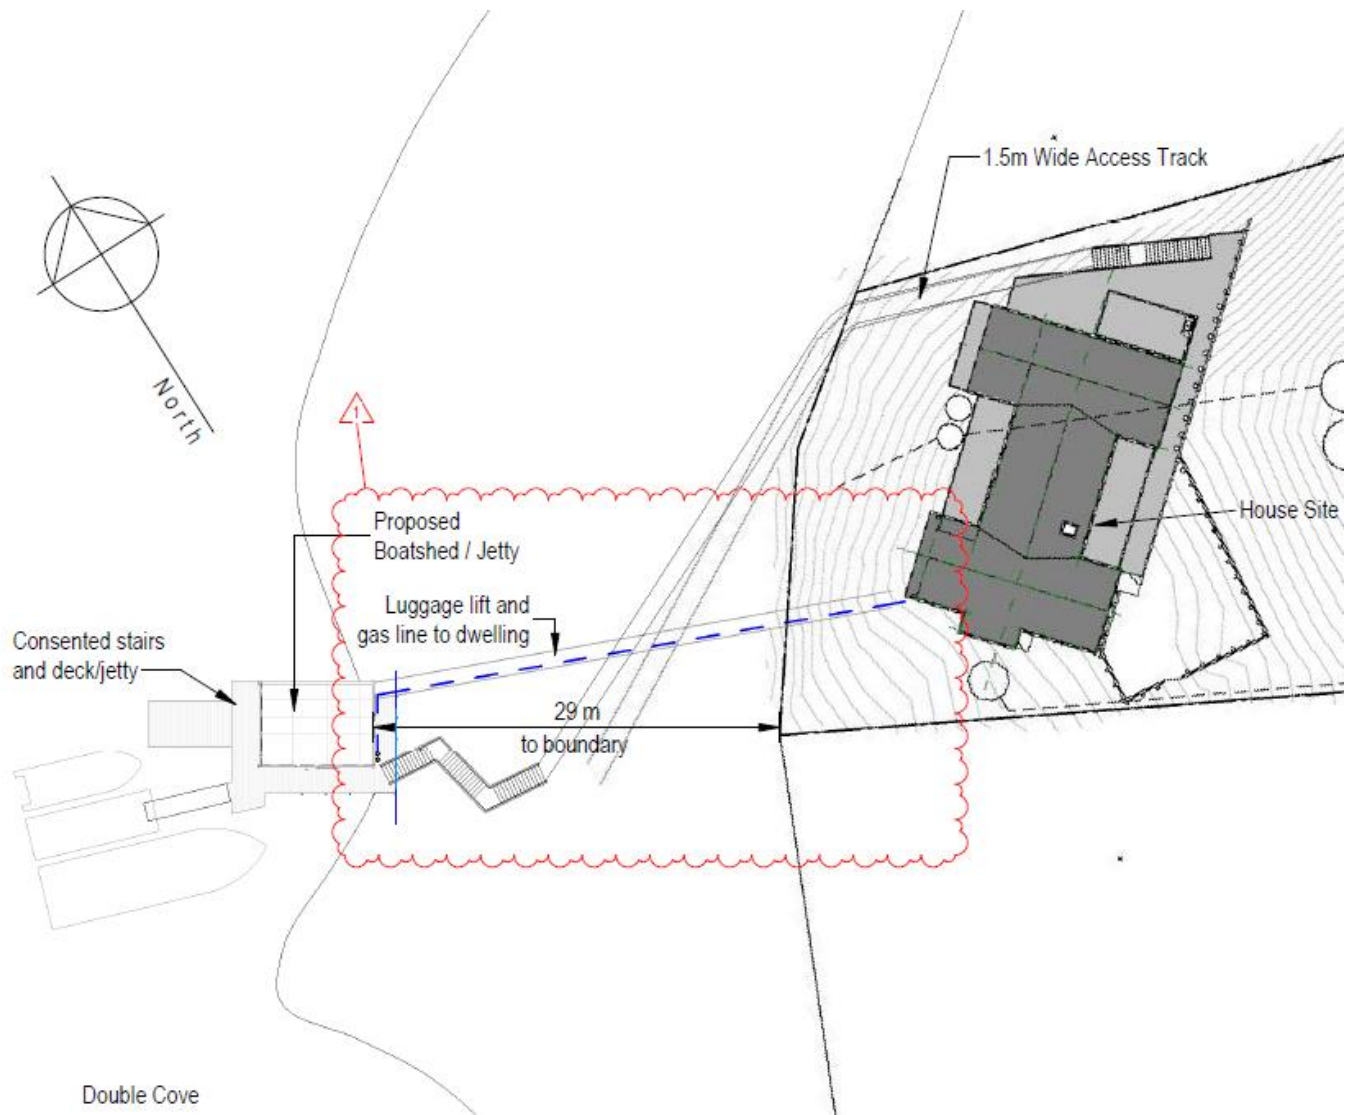 1.5m Wide Access Track
North
1
Proposed
Boatshed / Jetty
House Site
Luggage lift and
gas line to dwelling
Consented stairs
and deck/jetty
29 m
to boundary
Double Cove